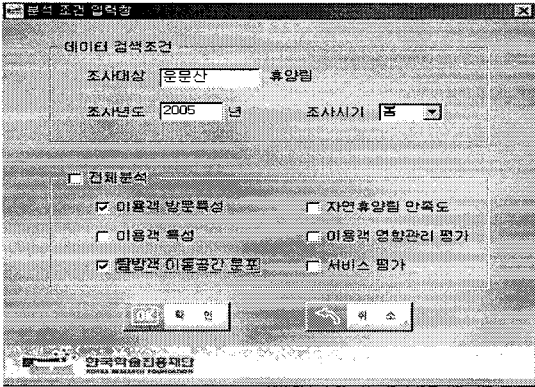 분석 조건 입력창
데이터 검색조건
조사대상 운문산 휴양림
조사년도 2005 년 조사시기 봄
전체분석
이용객 방문특성 자연휴양림 만족도
이용객 특성 이용객 영향관리 평가
탐방객 이동공간 분포 서비스 평가
OK 확 인 취 소
한국학술진흥재단
KOREA RESEARCH FOUNDATION